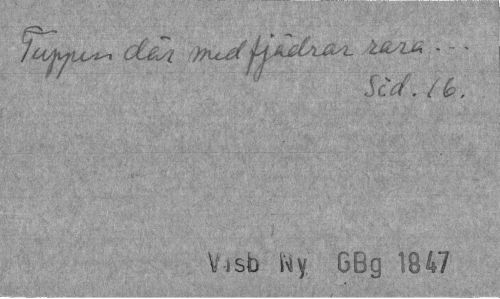 Tuppen där med fjädrar rara...
Sid. 16.
Visb Ny GBg 1847